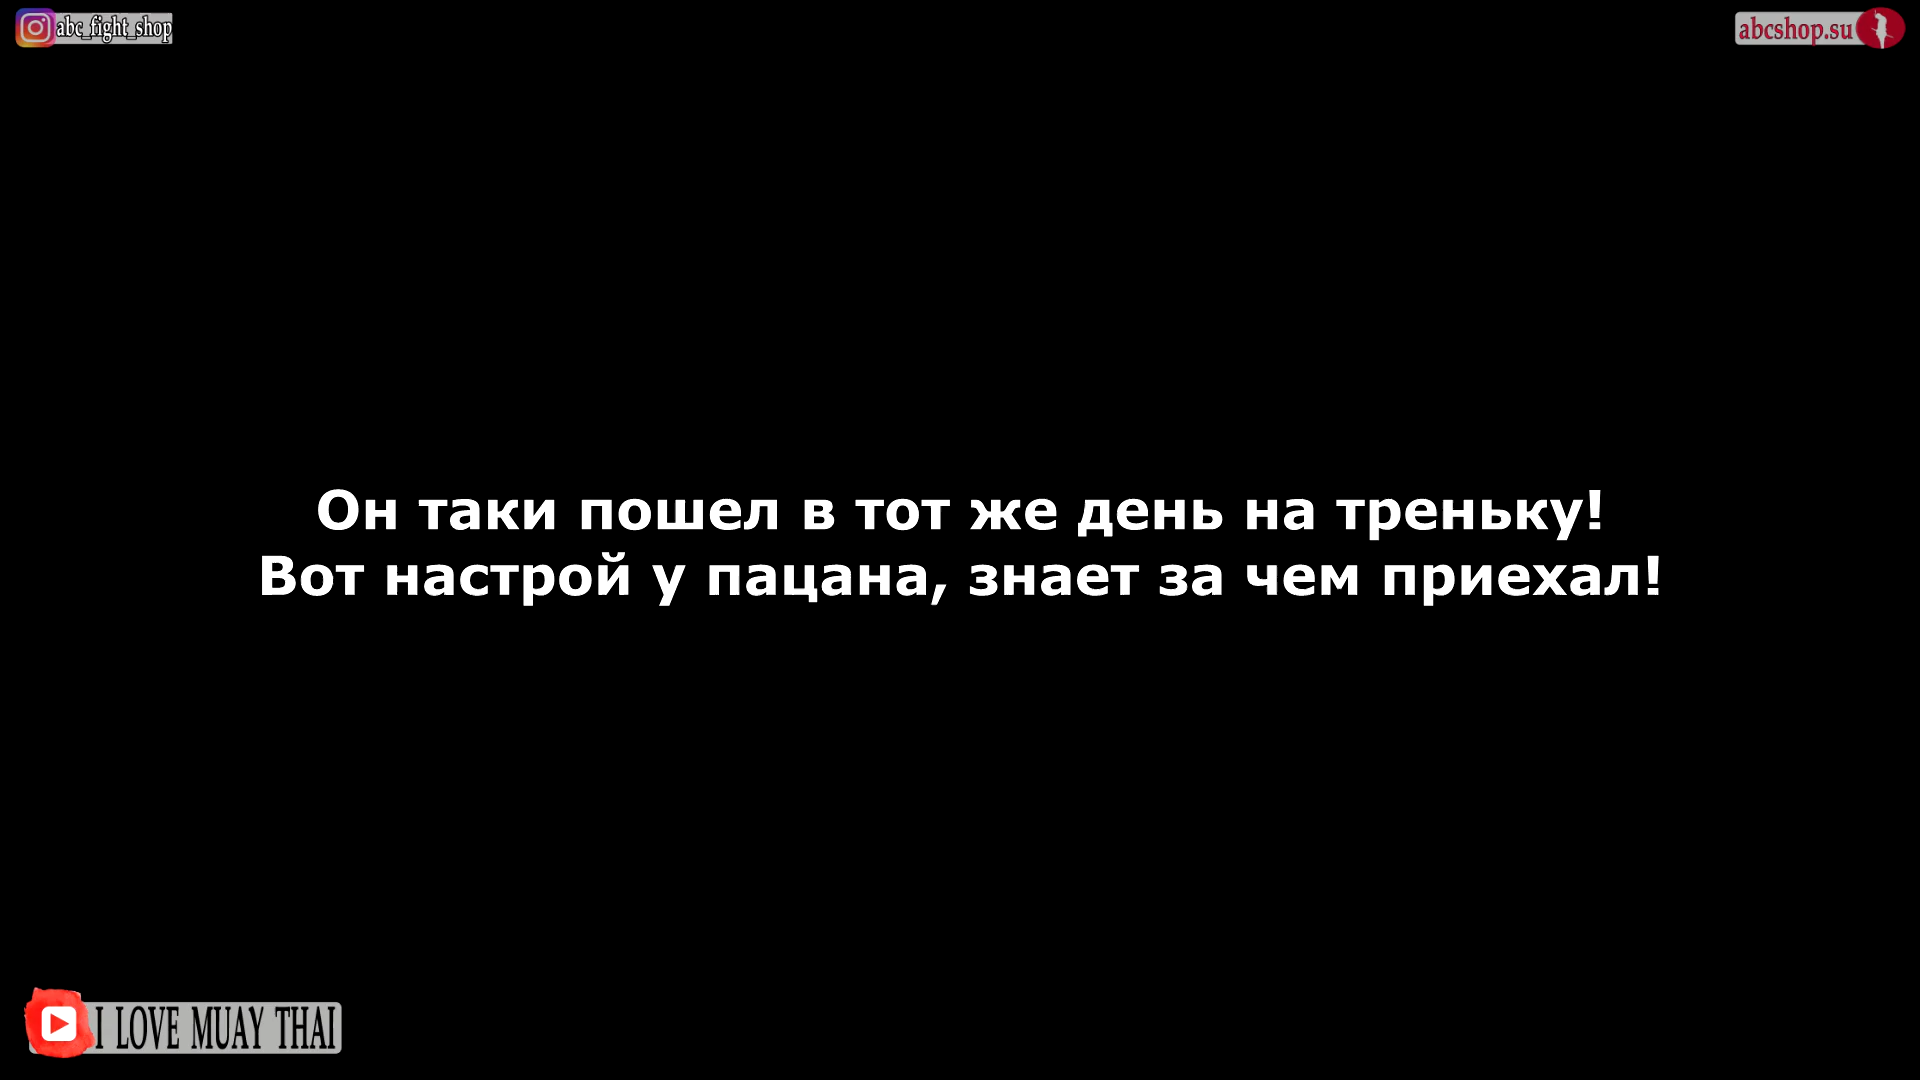 abc_fight_shop
abcshop.su
Он таки пошел в тот же день на треньку!
Вот настрой у пацана, знает за чем приехал!
I LOVE MUAY THAI